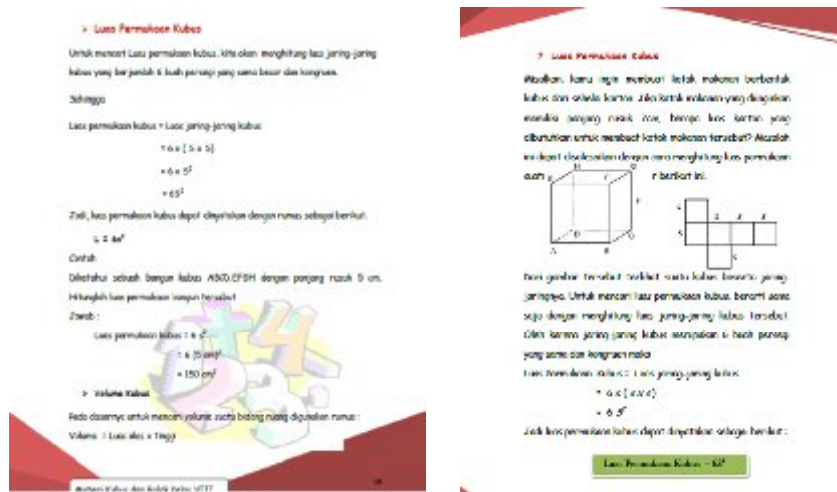 > Luas Permukaan Kubus
Untuk mencari Luas permukaan kubus, kita akan menghitung luas jaring-jaring
kubus yang berjumlah 6 buah persegi yang sama besar dan kongruen.
Sehingga
Luas permukaan kubus = Luas jaring-jaring kubus
= 6 x ( S x S)
= 6 x S²
= 6S²
Jadi, luas permukaan kubus dapat dinyatakan dengan rumus sebagai berikut.
L = 6s²
Contoh
Diketahui sebuah bangun kubus ABCD.EFGH dengan panjang rusuk 5 cm.
Hitunglah luas permukaan bangun tersebut
Jawab :
Luas permukaan kubus = 6 s²
= 6 (5 cm)²
= 150 cm²
> Volume Kubus
Pada dasarnya untuk mencari volume suatu bidang ruang digunakan rumus :
Volume = Luas alas x Tinggi
Materi Kubus dan Balok kelas VIII
Luas Permukaan Kubus
Misalkan, kamu ingin membuat kotak makanan berbentuk
kubus dari sehelai karton. Jika kotak makanan yang diinginkan
memiliki panjang rusuk 7cm, berapa luas karton yang
dibutuhkan untuk membuat kotak makanan tersebut? Masalah
ini dapat diselesaikan dengan cara menghitung luas permukaan
suatu r berikut ini.
H
A B
D
s
s s s
s
Dari gambar tersebut terlihat suatu kubus beserta jaring-
jaringnya. Untuk mencari luas permukaan kubus, berarti sama
saja dengan menghitung luas jaring-jaring kubus tersebut.
Oleh karena jaring-jaring kubus merupakan 6 buah persegi
yang sama dan kongruen maka
Luas Permukaan Kubus = Luas jaring-jaring kubus
= 6 x ( s x s)
= 6 s²
Jadi luas permukaan kubus dapat dinyatakan sebagai berikut :
Luas Permukaan Kubus = 6S²